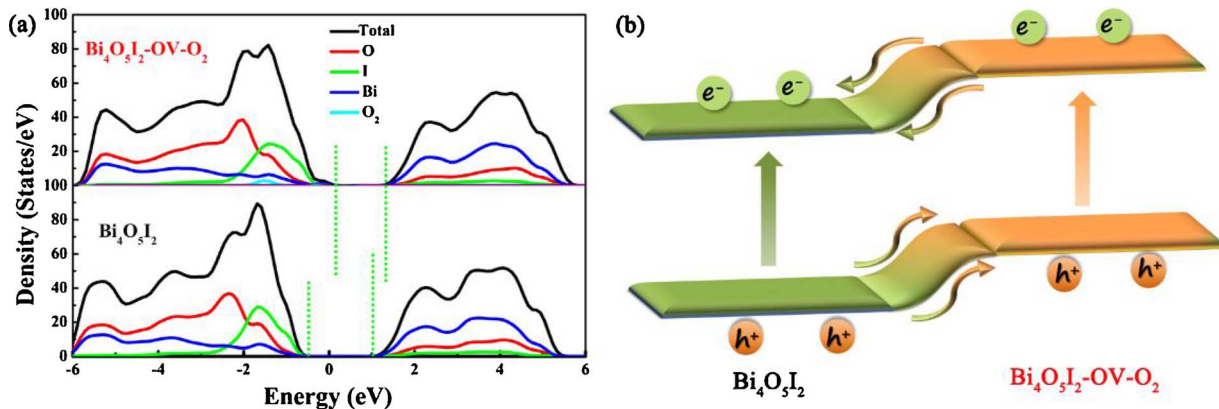 (a)
Bi₄O₅I₂-OV-O₂
Total
O
I
Bi
O₂
100
80
60
40
20
100
80
60
40
20
0
Bi₄O₅I₂
Density (States/eV)
-6 -4 -2 0 2 4 6
Energy (eV)
(b)
e⁻ e⁻
e⁻ e⁻
h⁺ h⁺
h⁺ h⁺
Bi₄O₅I₂
Bi₄O₅I₂-OV-O₂